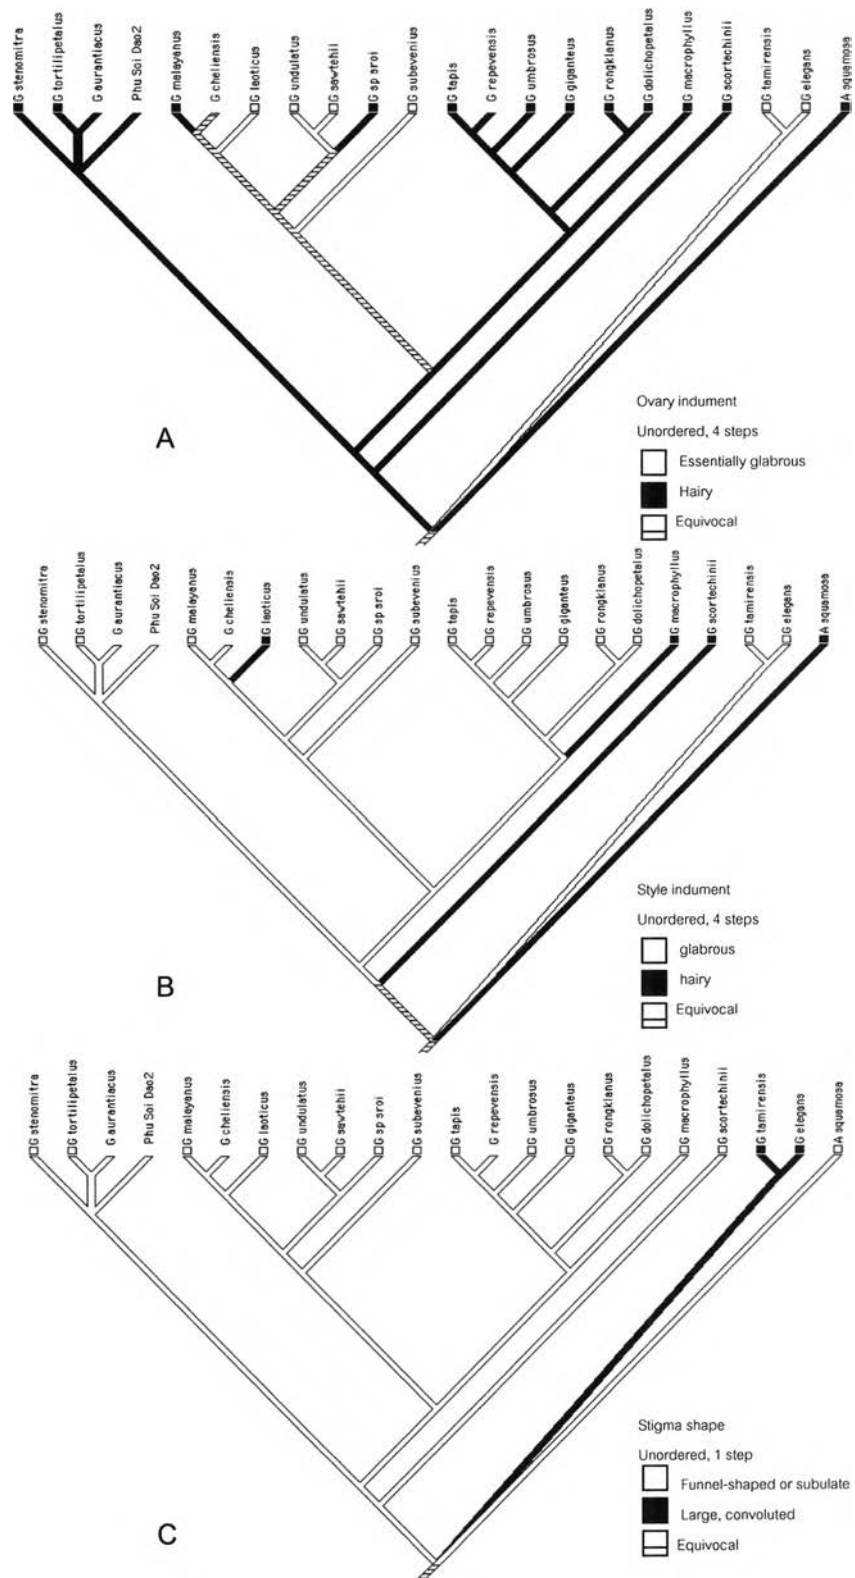 G stenomitra
G tortilipetalus
G aurantiacus
Phu Soi Dao2
G malayanus
G cheliensis
G laoticus
G undulatus
G sawtehii
G sp sroi
G subevenius
G tapis
G repevensis
G umbrosus
G giganteus
G rongklanus
G dolichopetalus
G macrophyllus
G scortechinii
G tamirensis
G elegans
A squamosa
A
Ovary indument
Unordered, 4 steps
Essentially glabrous
Hairy
Equivocal
G stenomitra
G tortilipetalus
G aurantiacus
Phu Soi Dao2
G malayanus
G cheliensis
G laoticus
G undulatus
G sawtehii
G sp sroi
G subevenius
G tapis
G repevensis
G umbrosus
G giganteus
G rongklanus
G dolichopetalus
G macrophyllus
G scortechinii
G tamirensis
G elegans
A squamosa
B
Style indument
Unordered, 4 steps
glabrous
hairy
Equivocal
G stenomitra
G tortilipetalus
G aurantiacus
Phu Soi Dao2
G malayanus
G cheliensis
G laoticus
G undulatus
G sawtehii
G sp sroi
G subevenius
G tapis
G repevensis
G umbrosus
G giganteus
G rongklanus
G dolichopetalus
G macrophyllus
G scortechinii
G tamirensis
G elegans
A squamosa
C
Stigma shape
Unordered, 1 step
Funnel-shaped or subulate
Large, convoluted
Equivocal